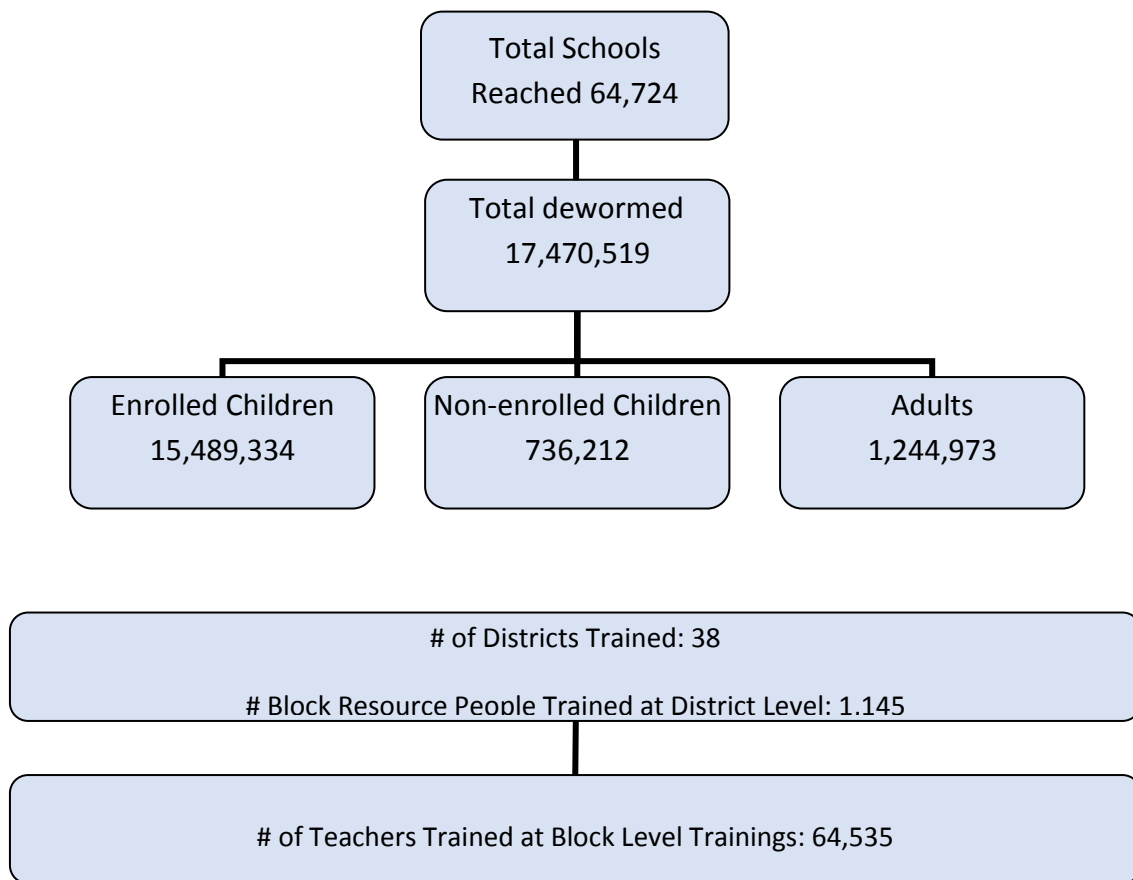 Total Schools
Reached 64,724
Total dewormed
17,470,519
Enrolled Children
15,489,334
Non-enrolled Children
736,212
Adults
1,244,973
# of Districts Trained: 38
# Block Resource People Trained at District Level: 1,145
# of Teachers Trained at Block Level Trainings: 64,535